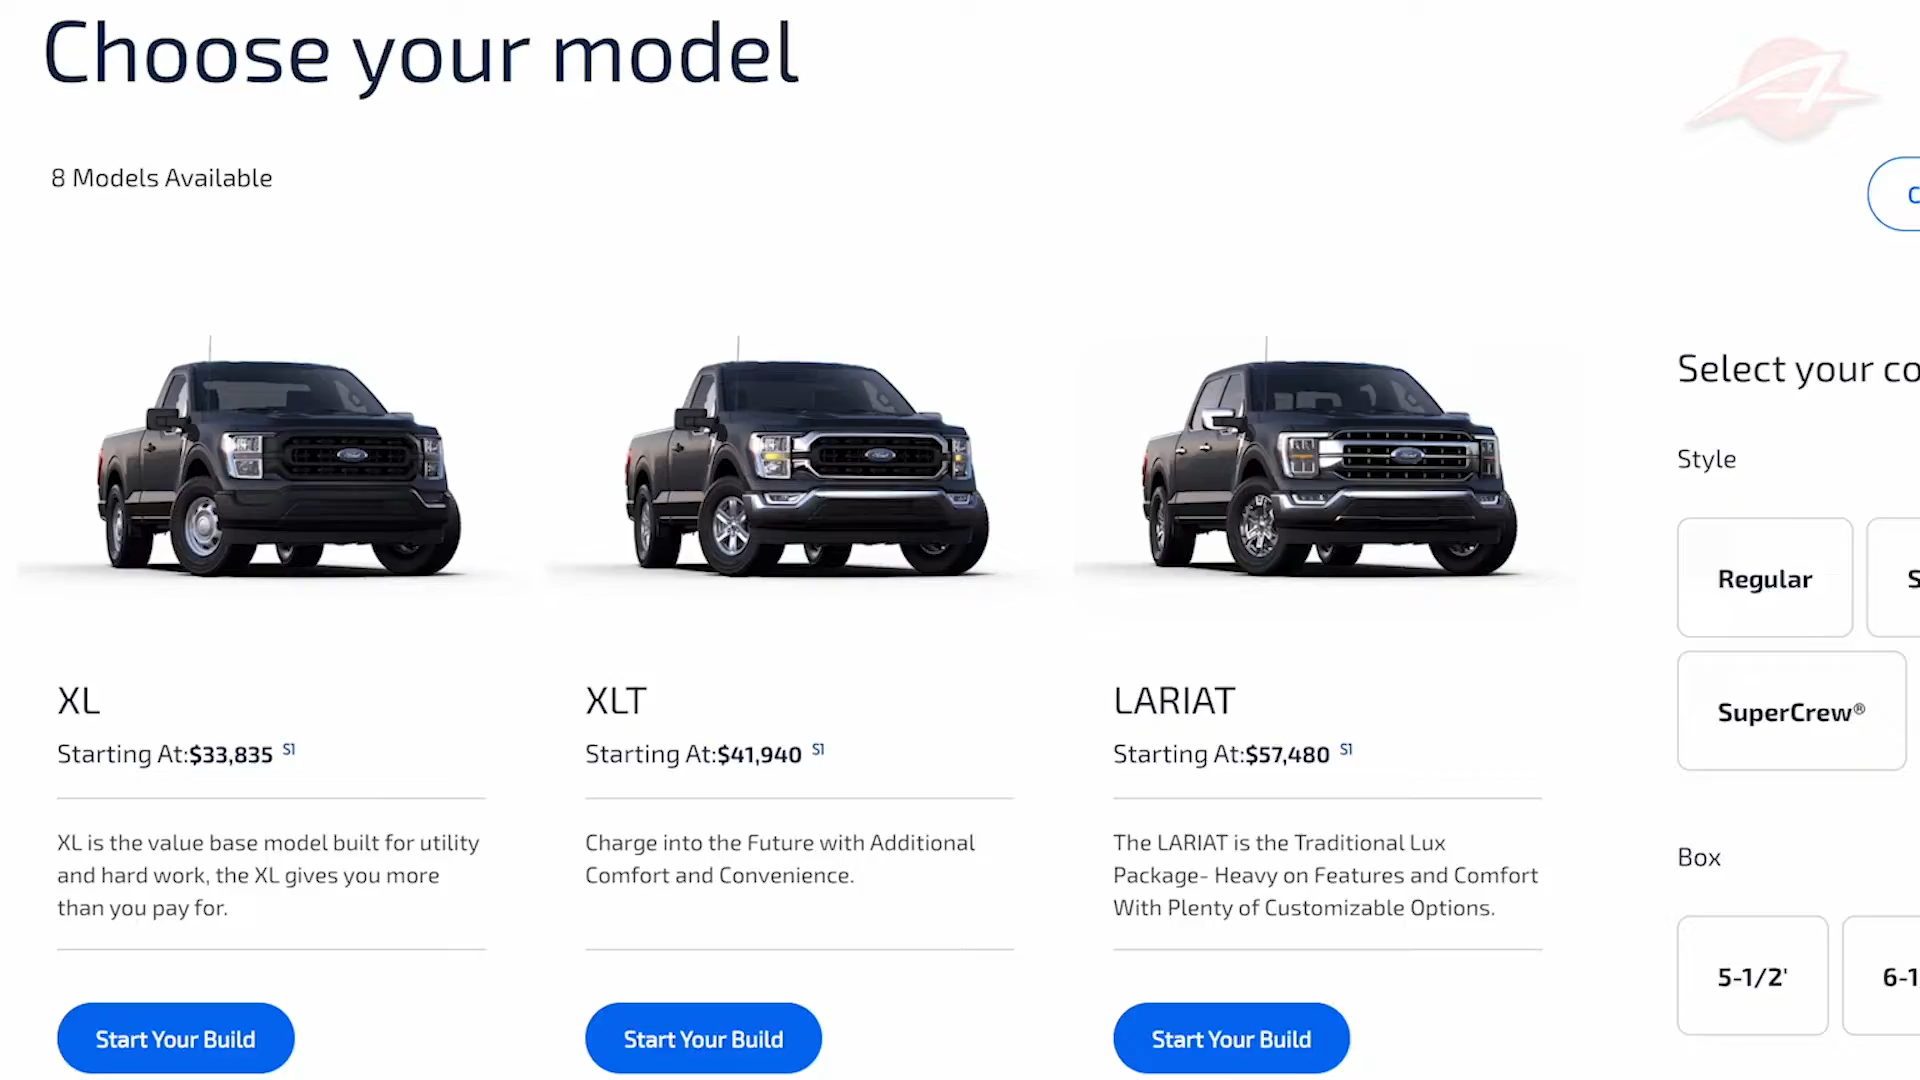 Choose your model
8 Models Available
XL
Starting At:$33,835 S1
XL is the value base model built for utility
and hard work, the XL gives you more
than you pay for.
Start Your Build
XLT
Starting At:$41,940 S1
Charge into the Future with Additional
Comfort and Convenience.
Start Your Build
LARIAT
Starting At:$57,480 S1
The LARIAT is the Traditional Lux
Package- Heavy on Features and Comfort
With Plenty of Customizable Options.
Start Your Build
Select your co
Style
Regular
S
SuperCrew®
Box
5-1/2'
6-1